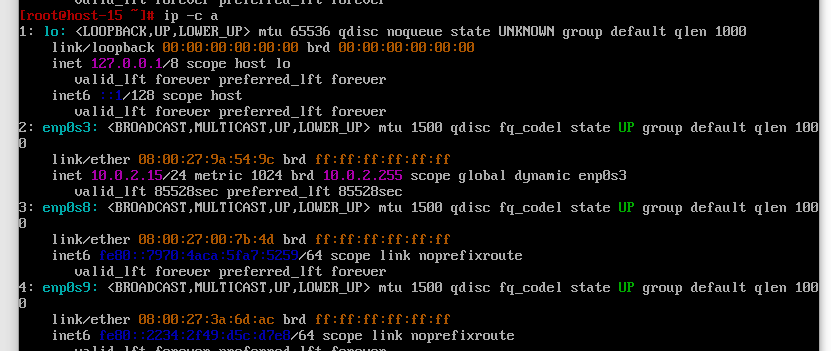 [root@host-15 ~]# ip -c a
1: lo: <LOOPBACK,UP,LOWER_UP> mtu 65536 qdisc noqueue state UNKNOWN group default qlen 1000
link/loopback 00:00:00:00:00:00 brd 00:00:00:00:00:00
inet 127.0.0.1/8 scope host lo
valid_lft forever preferred_lft forever
inet6 ::1/128 scope host
valid_lft forever preferred_lft forever
2: enp0s3: <BROADCAST,MULTICAST,UP,LOWER_UP> mtu 1500 qdisc fq_codel state UP group default qlen 100
0
link/ether 08:00:27:9a:54:9c brd ff:ff:ff:ff:ff:ff
inet 10.0.2.15/24 metric 1024 brd 10.0.2.255 scope global dynamic enp0s3
valid_lft 85528sec preferred_lft 85528sec
3: enp0s8: <BROADCAST,MULTICAST,UP,LOWER_UP> mtu 1500 qdisc fq_codel state UP group default qlen 100
0
link/ether 08:00:27:00:7b:4d brd ff:ff:ff:ff:ff:ff
inet6 fe80::7978:4aca:5fa7:5259/64 scope link noprefixroute
valid_lft forever preferred_lft forever
4: enp0s9: <BROADCAST,MULTICAST,UP,LOWER_UP> mtu 1500 qdisc fq_codel state UP group default qlen 100
0
link/ether 08:00:27:3a:6d:ac brd ff:ff:ff:ff:ff:ff
inet6 fe80::2234:2f49:d5c:d7e8/64 scope link noprefixroute
valid_lft forever preferred_lft forever